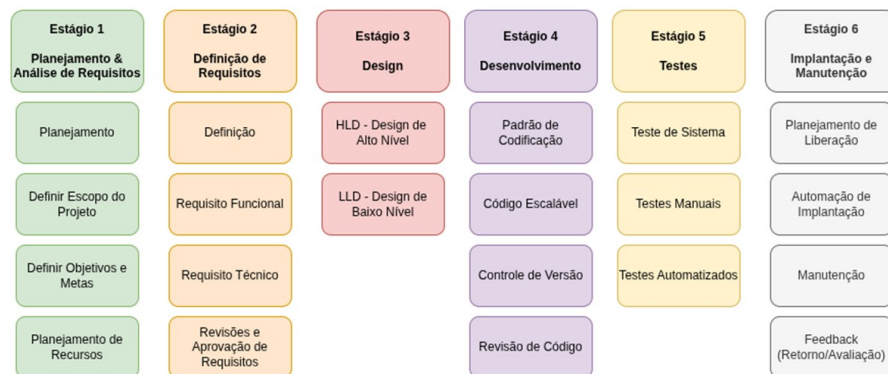 Estágio 1
Planejamento &
Análise de Requisitos
Planejamento
Definir Escopo do
Projeto
Definir Objetivos e
Metas
Planejamento de
Recursos
Estágio 2
Definição de
Requisitos
Definição
Requisito Funcional
Requisito Técnico
Revisões e
Aprovação de
Requisitos
Estágio 3
Design
HLD - Design de
Alto Nível
LLD - Design de
Baixo Nível
Estágio 4
Desenvolvimento
Padrão de
Codificação
Código Escalável
Controle de Versão
Revisão de Código
Estágio 5
Testes
Teste de Sistema
Testes Manuais
Testes Automatizados
Estágio 6
Implantação e
Manutenção
Planejamento de
Liberação
Automação de
Implantação
Manutenção
Feedback
(Retorno/Avaliação)